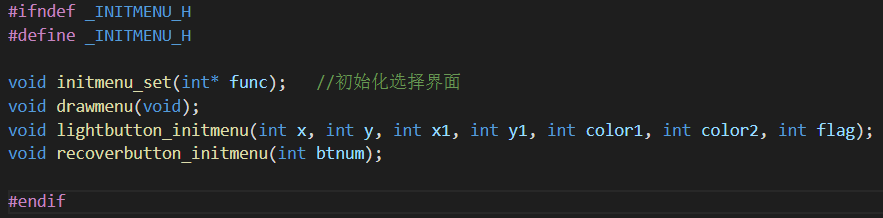 #ifndef _INITMENU_H
#define _INITMENU_H
void initmenu_set(int* func);   //初始化选择界面
void drawmenu(void);
void lightbutton_initmenu(int x, int y, int x1, int y1, int color1, int color2, int flag);
void recoverbutton_initmenu(int btnum);
#endif